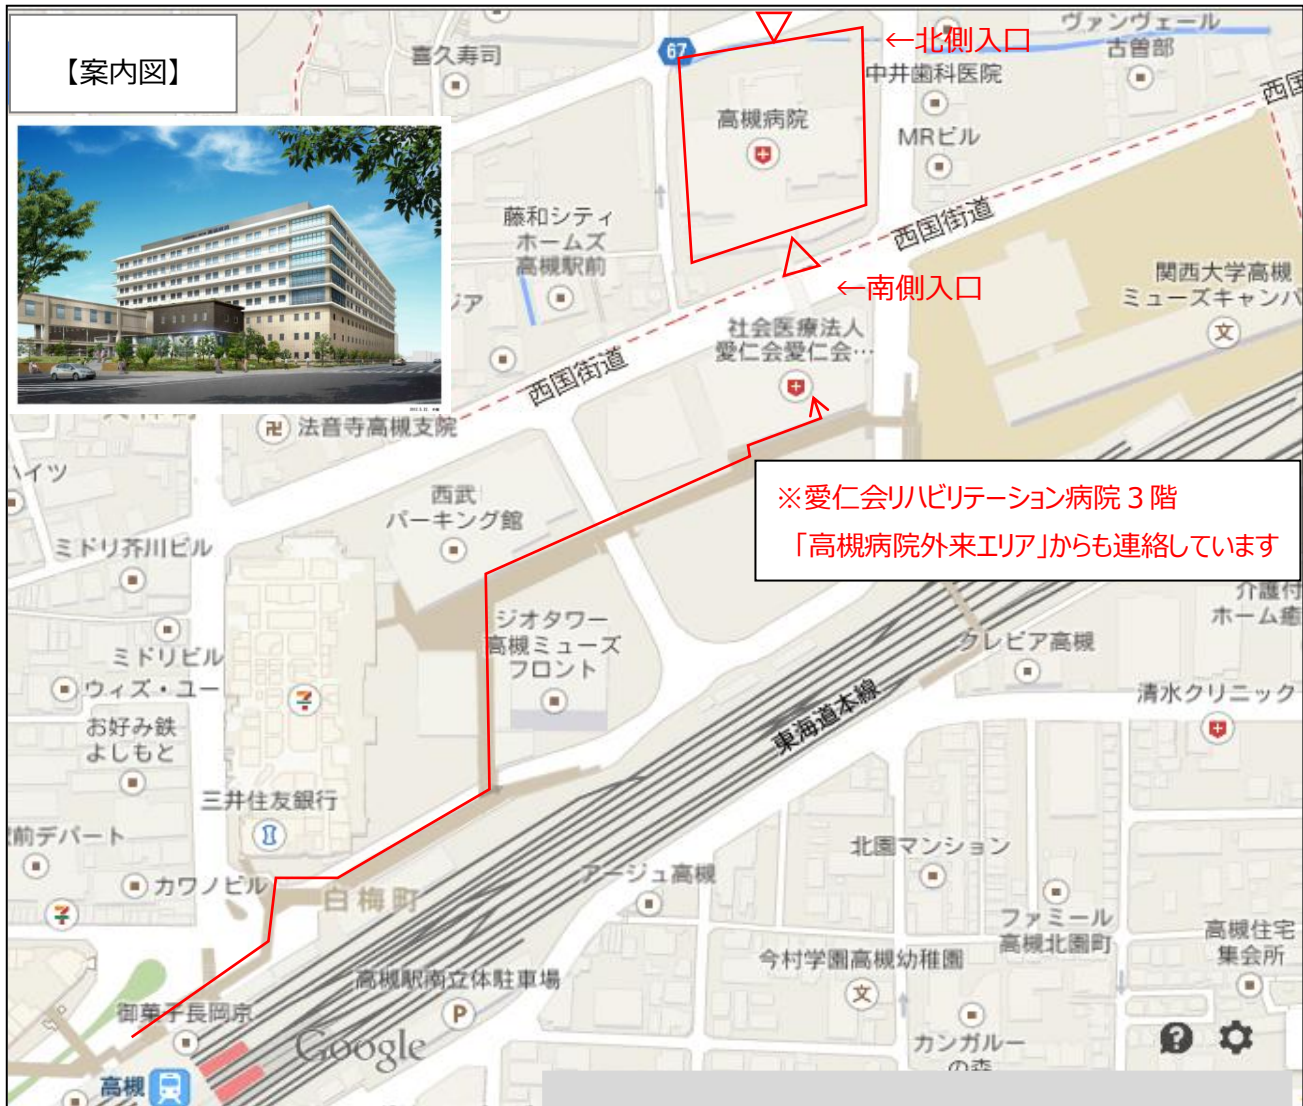 【案内図】
喜久寿司
67
←北側入口
ヴァンヴェール
古曽部
中井歯科医院
高槻病院
MRビル
西国
藤和シティ
ホームズ
高槻駅前
西国街道
←南側入口
関西大学高槻
ミューズキャンパ
ジア
社会医療法人
愛仁会愛仁会…
西国街道
卍 法音寺高槻支院
ハイツ
西武
パーキング館
※愛仁会リハビリテーション病院３階
「高槻病院外来エリア」からも連絡しています
ミドリ芥川ビル
介護付
ホーム癒
ジオタワー
高槻ミューズ
フロント
クレビア高槻
ミドリビル
ウィズ・ユー
清水クリニック
お好み鉄
よしもと
東海道本線
三井住友銀行
駅前デパート
北園マンション
カワノビル
白梅町
アージュ高槻
ファミール
高槻北園町
高槻住宅
集会所
今村学園高槻幼稚園
文
文
高槻駅南立体駐車場
P
御菓子長岡京
Google
カンガルー
の森
高槻